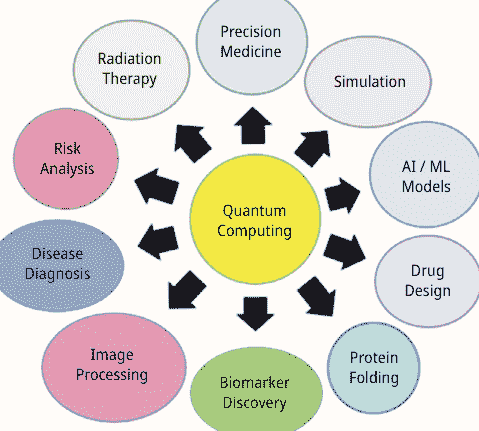 Precision
Medicine
Radiation
Therapy
Simulation
Risk
Analysis
AI / ML
Models
Quantum
Computing
Disease
Diagnosis
Drug
Design
Image
Processing
Protein
Folding
Biomarker
Discovery